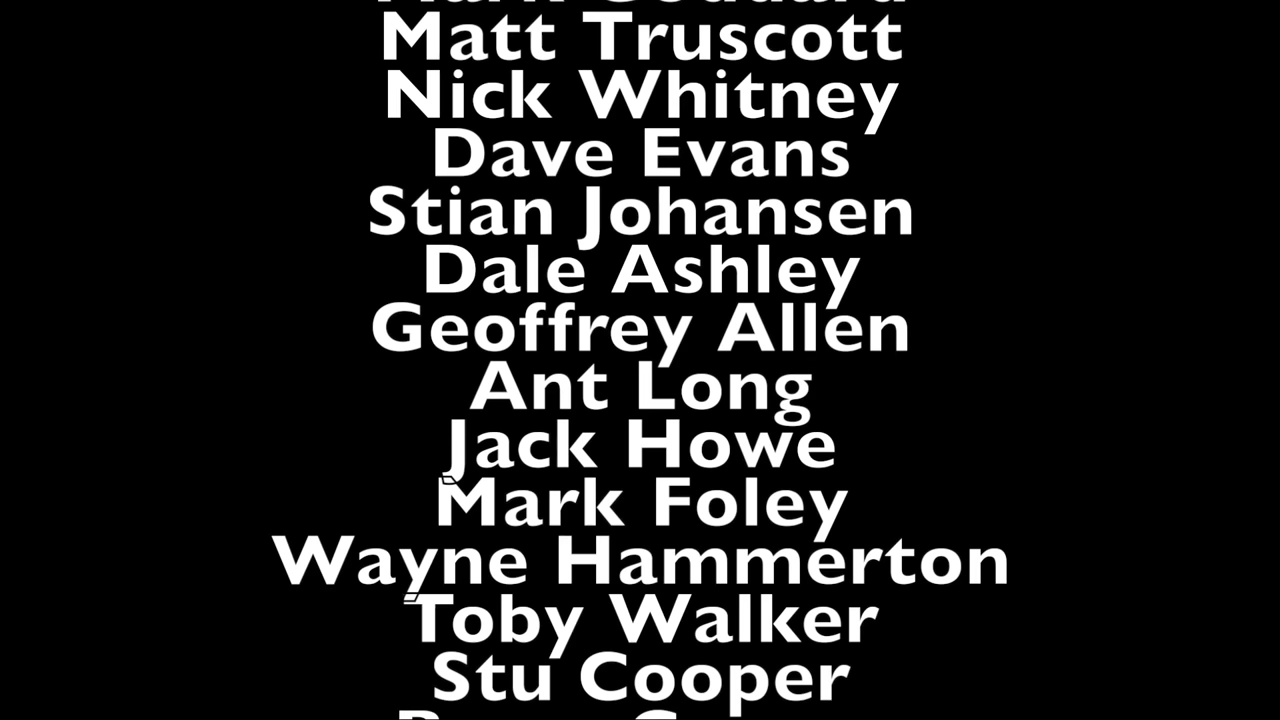 Matt Truscott
Nick Whitney
Dave Evans
Stian Johansen
Dale Ashley
Geoffrey Allen
Ant Long
Jack Howe
Mark Foley
Wayne Hammerton
Toby Walker
Stu Cooper